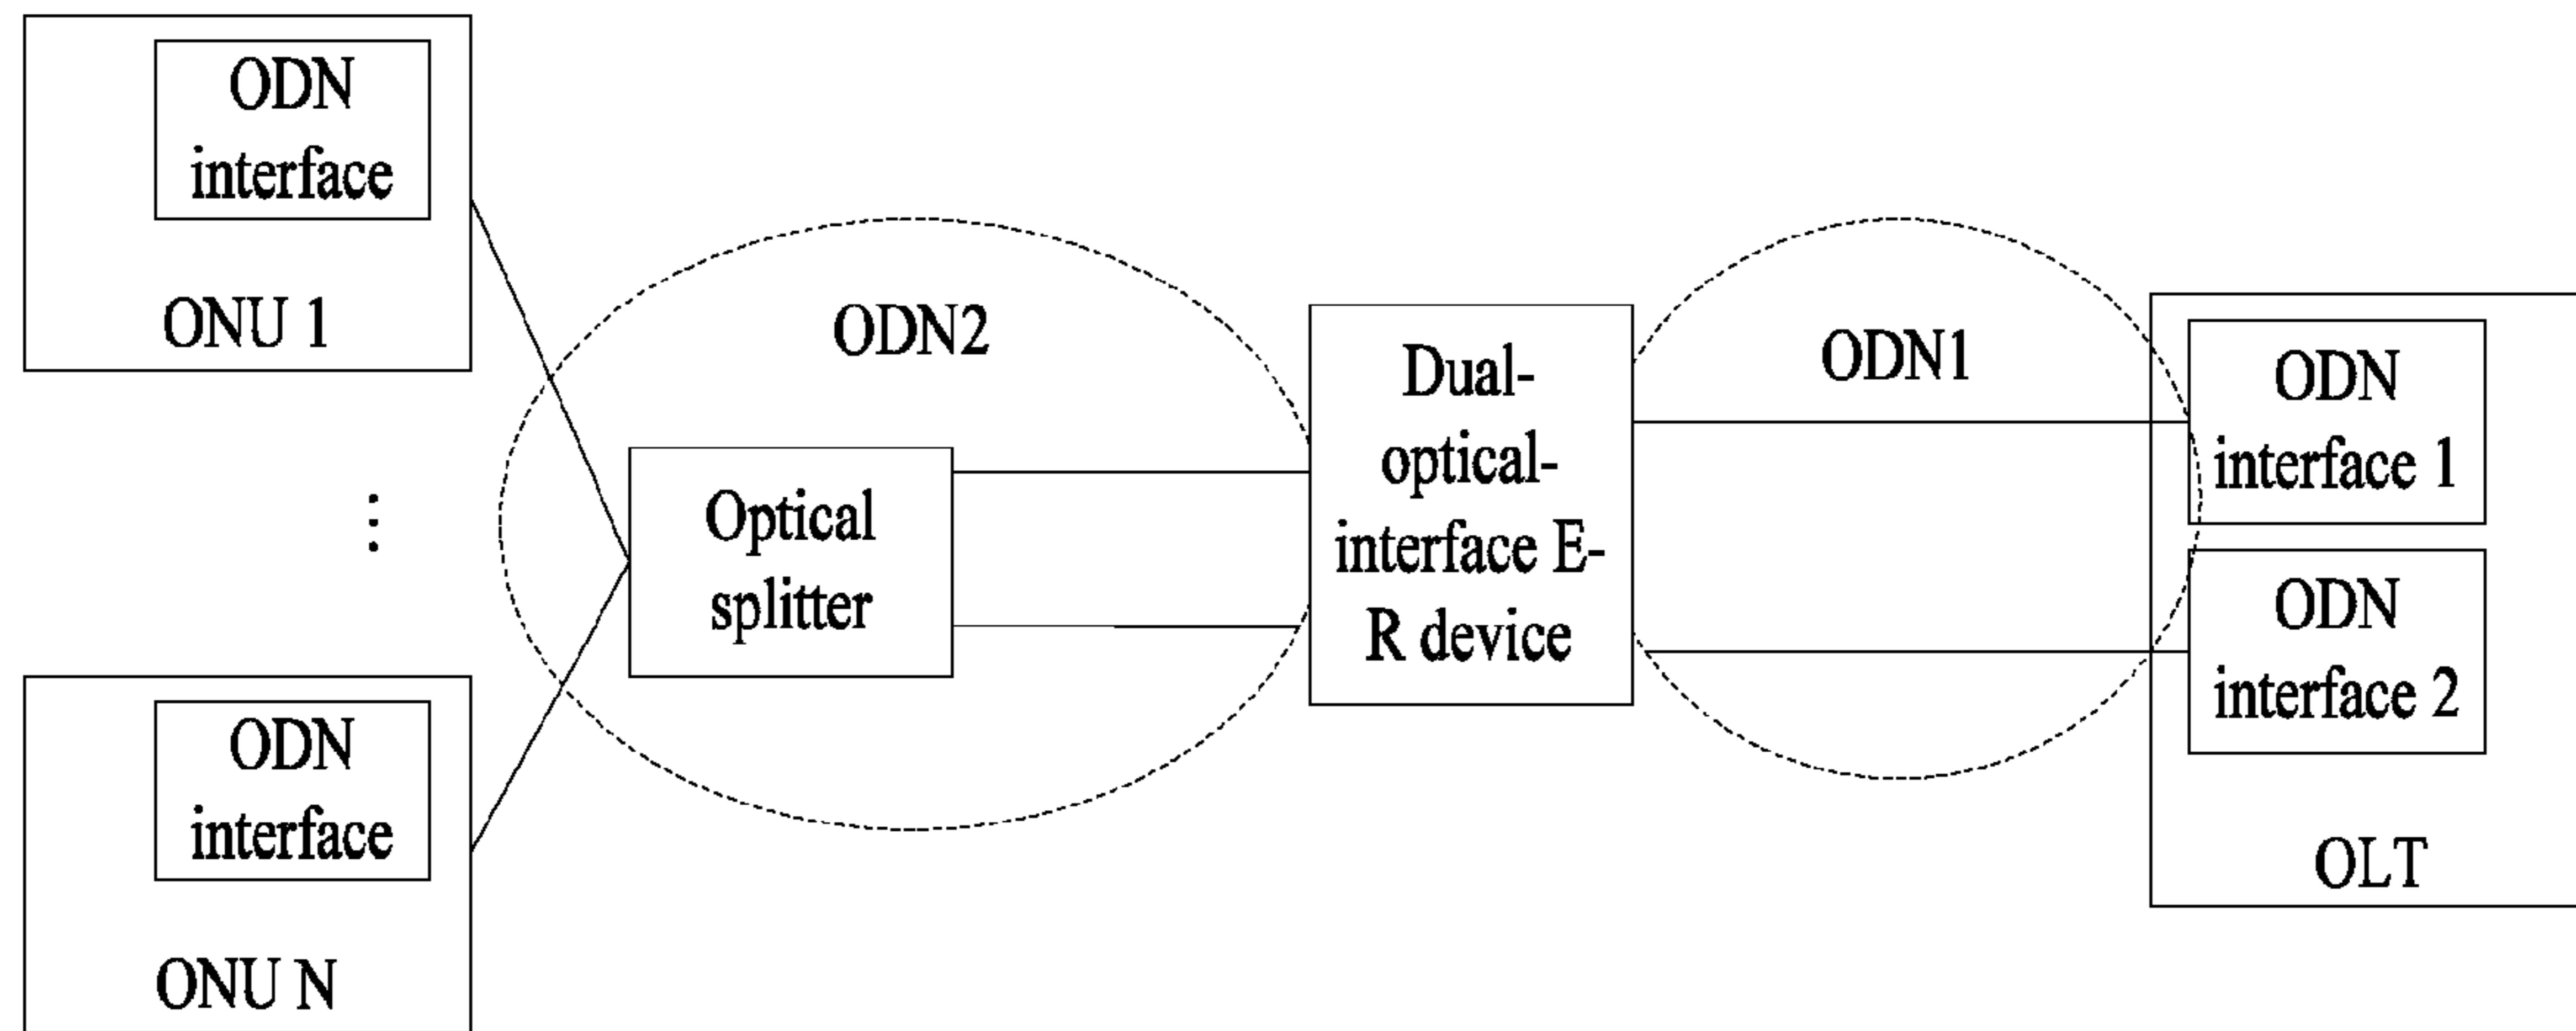 ODN
interface
ONU 1
ODN
interface
ONU N
ODN2
Optical
splitter
Dual-
optical-
interface E-
R device
ODN1
ODN
interface 1
ODN
interface 2
OLT